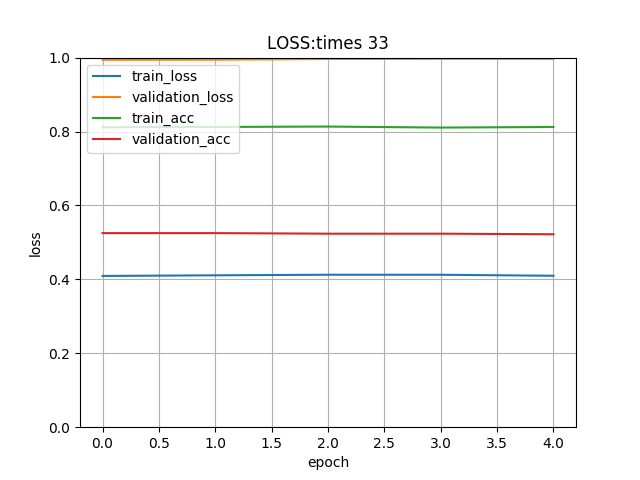 LOSS:times 33
1.0
0.8
0.6
0.4
0.2
0.0
loss
train_loss
validation_loss
train_acc
validation_acc
0.0 0.5 1.0 1.5 2.0 2.5 3.0 3.5 4.0
epoch